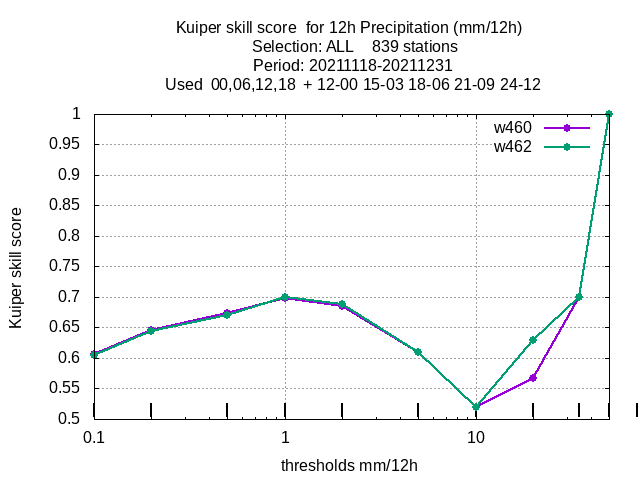 Kuiper skill score  for 12h Precipitation (mm/12h)
Selection: ALL    839 stations
Period: 20211118-20211231
Used  00,06,12,18  + 12-00 15-03 18-06 21-09 24-12
w460
w462
1
0.95
0.9
0.85
0.8
0.75
0.7
0.65
0.6
0.55
0.5
Kuiper skill score
0.1
1
10
thresholds mm/12h